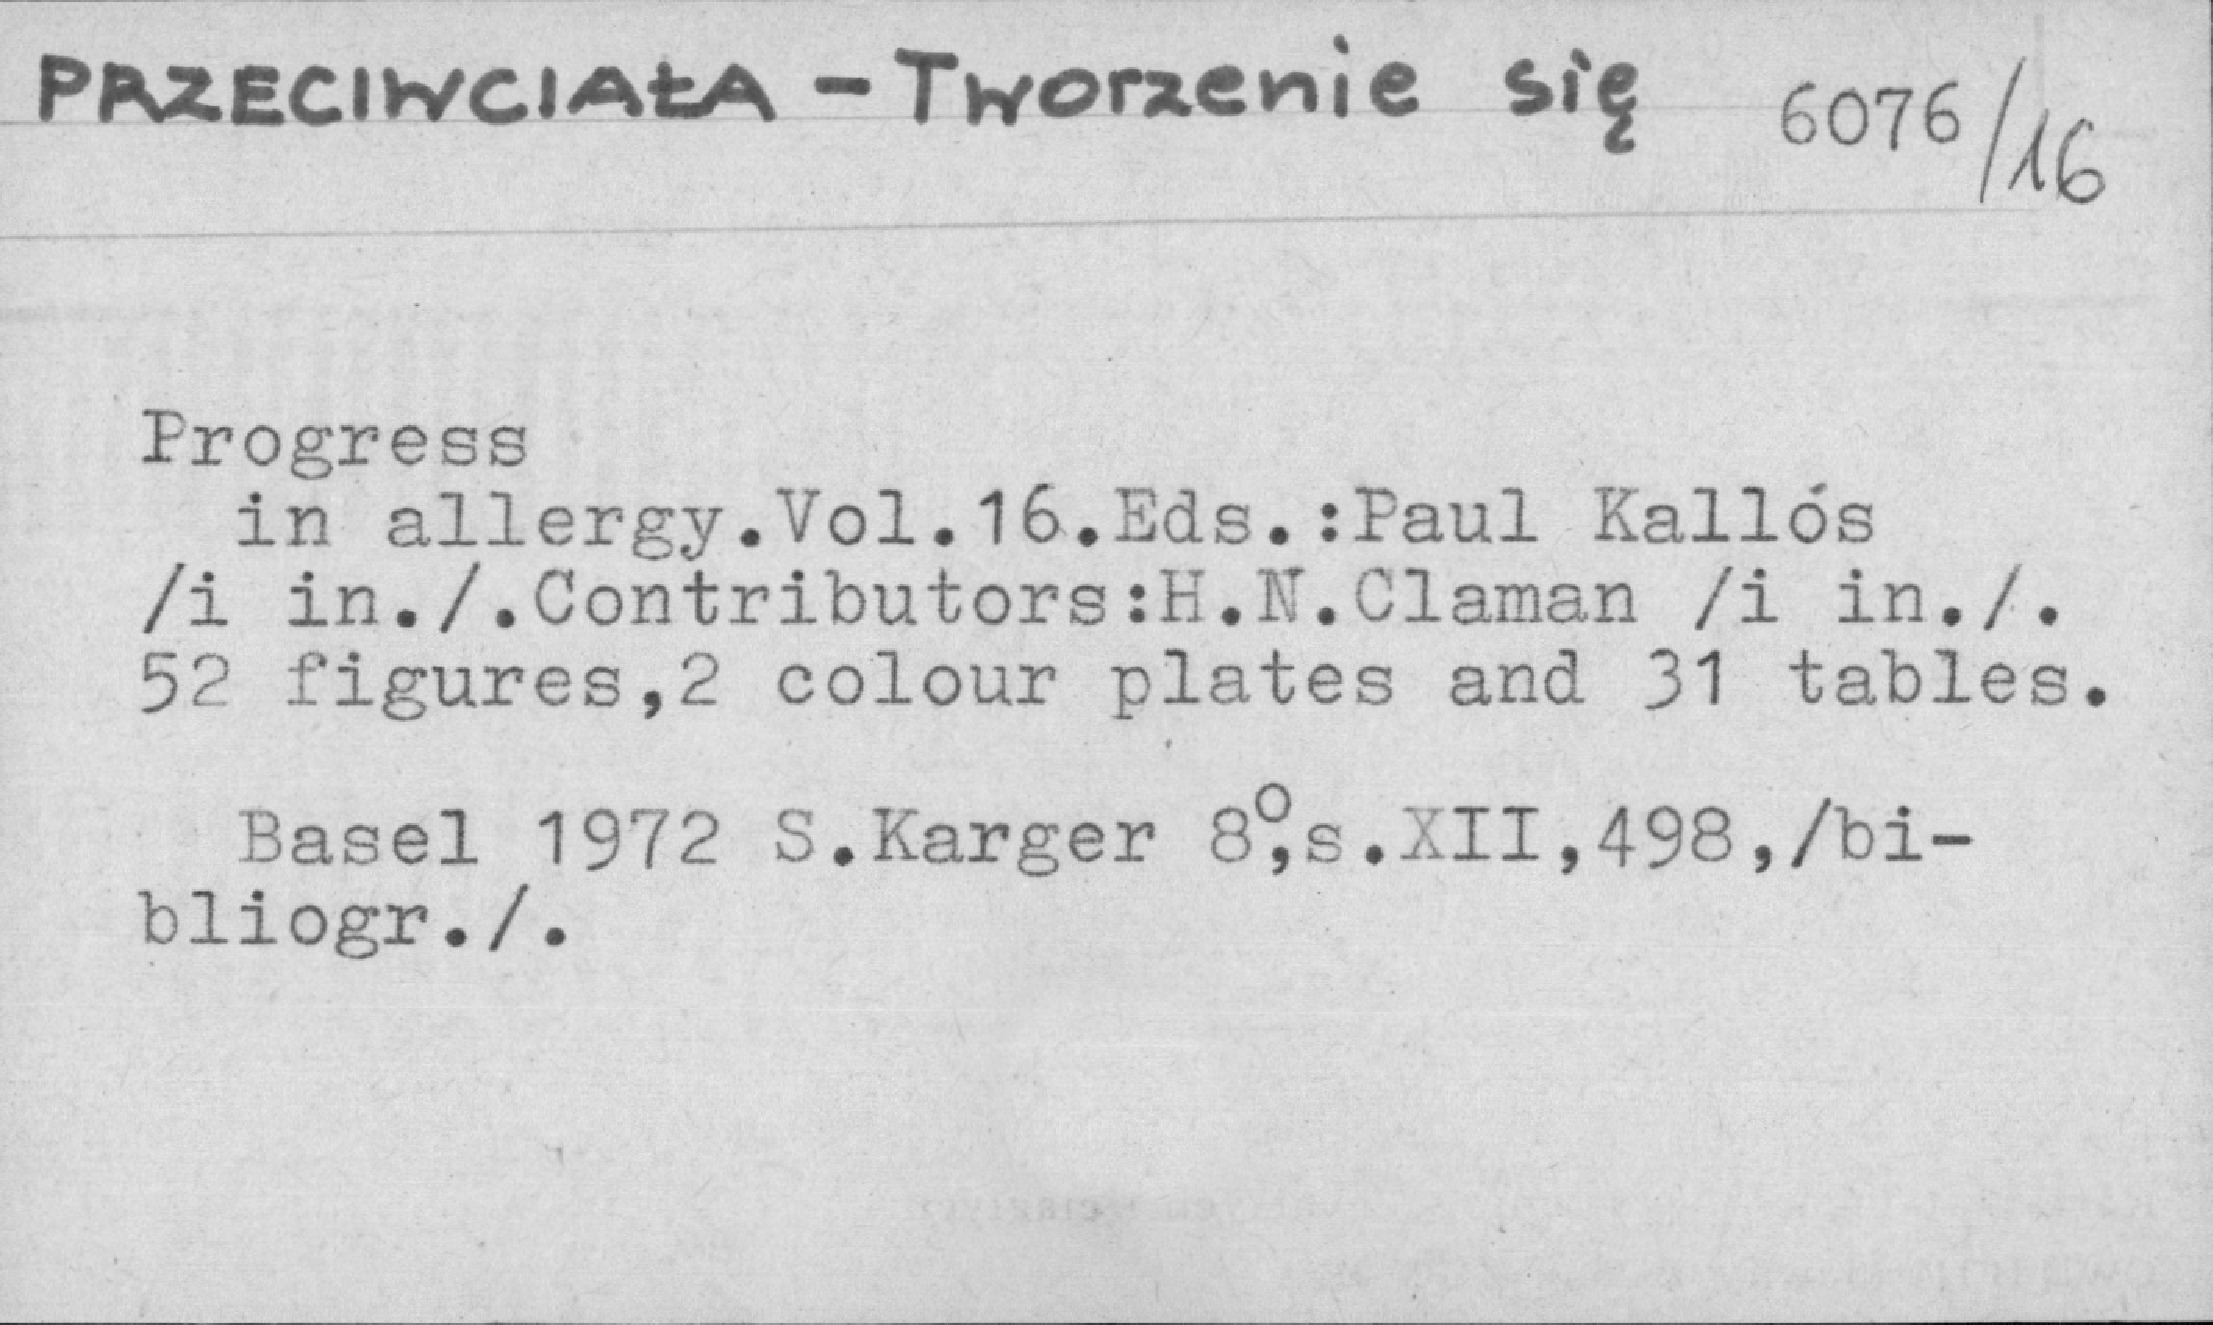 PRZECIWCIAŁA - Tworzenie się 6076/16
Progress
in allergy.Vol.16.Eds.:Paul Kallós
/i in./.Contributors:H.N.Claman /i in./.
52 figures,2 colour plates and 31 tables.
Basel 1972 S.Karger 8°,s.XII,498,/bi-
bliogr./.